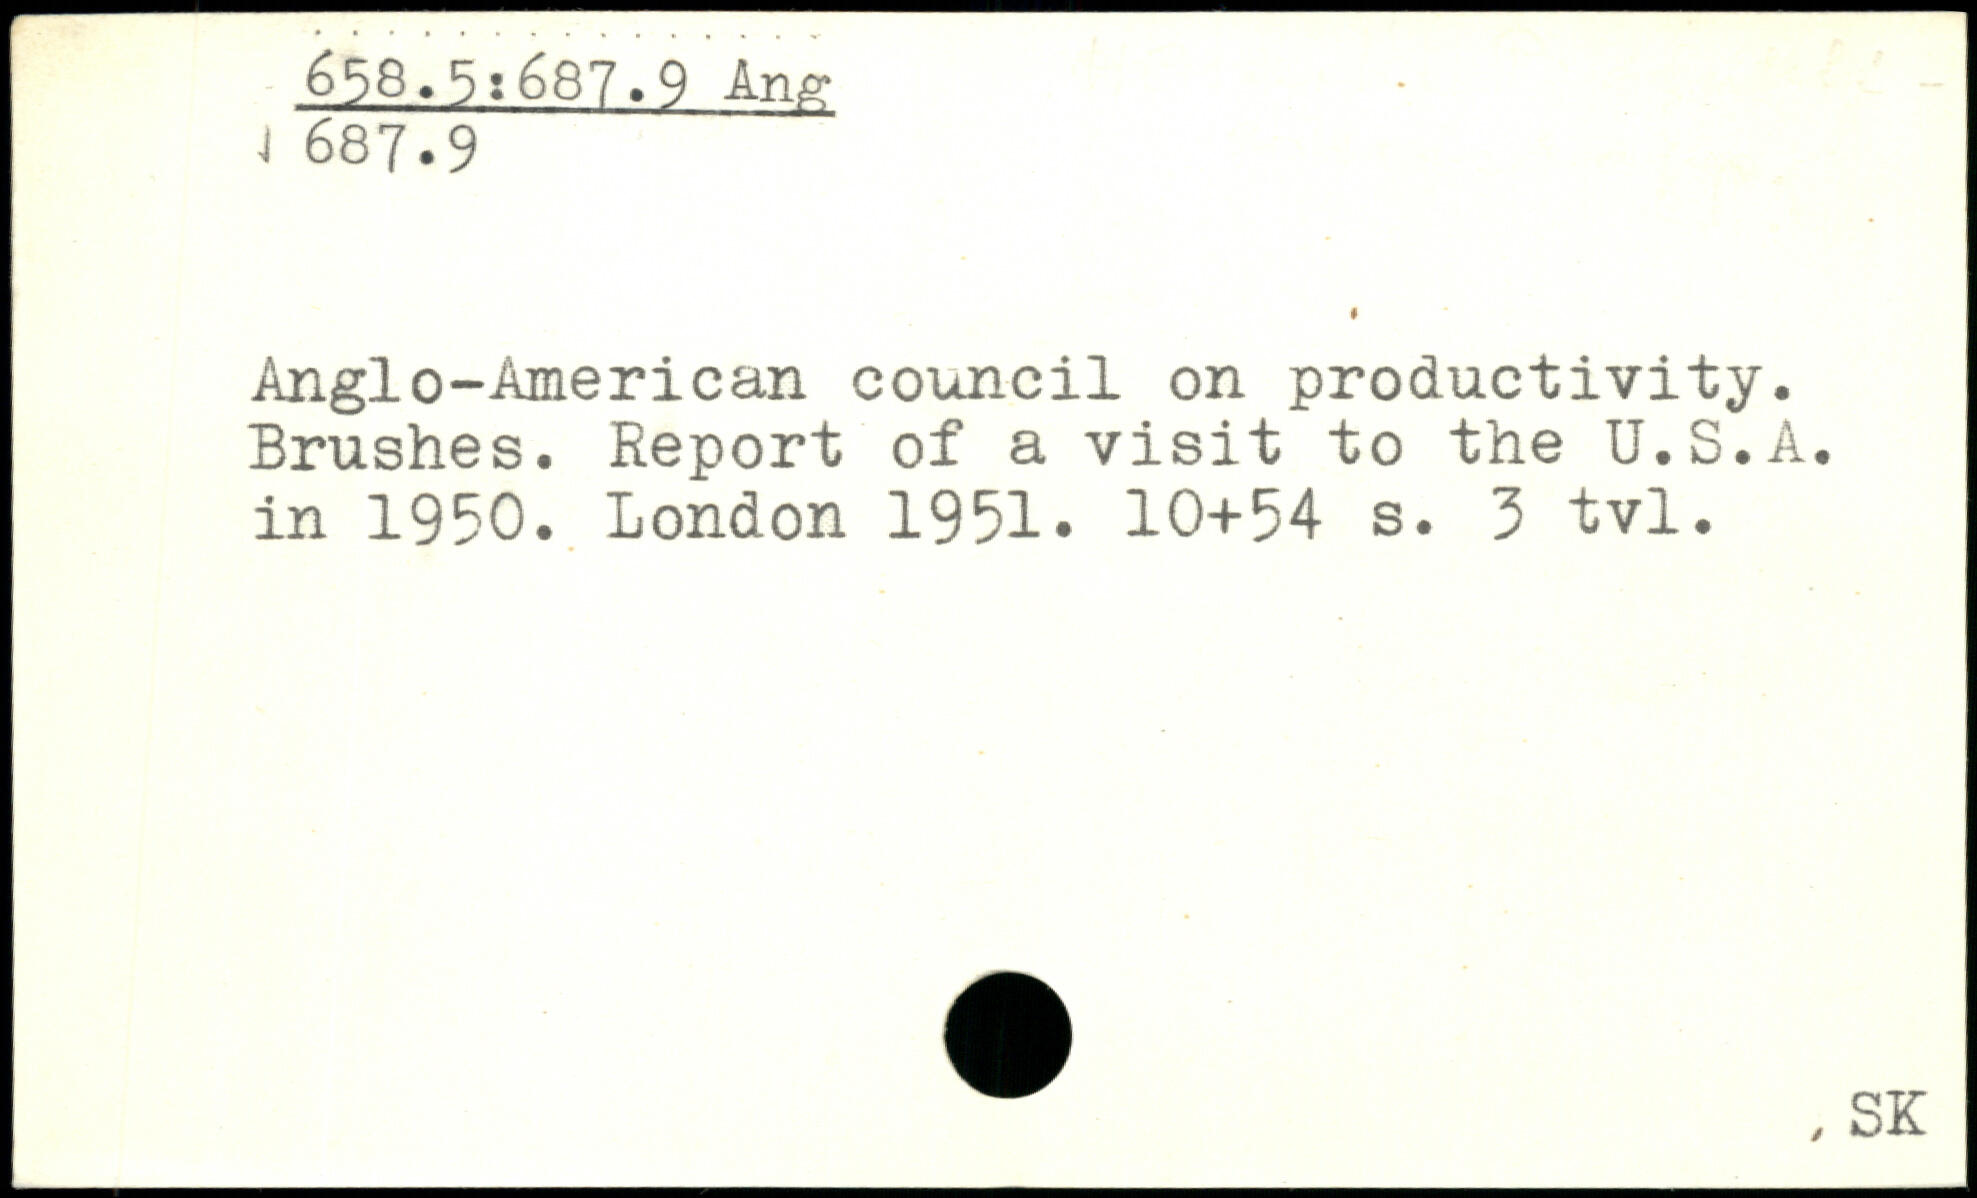 658.5:687.9 Ang
687.9
Anglo-American council on productivity.
Brushes. Report of a visit to the U.S.A.
in 1950. London 1951. 10+54 s. 3 tvl.
SK